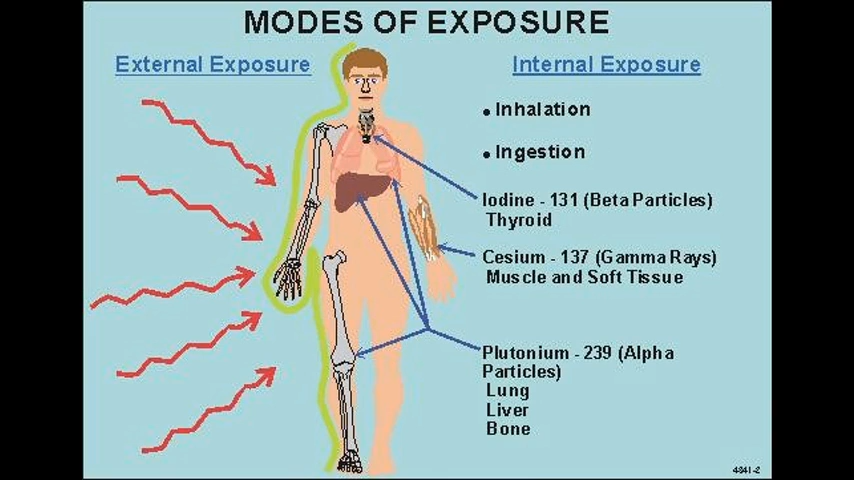 MODES OF EXPOSURE
External Exposure
Internal Exposure
• Inhalation
• Ingestion
Iodine - 131 (Beta Particles)
Thyroid
Cesium - 137 (Gamma Rays)
Muscle and Soft Tissue
Plutonium - 239 (Alpha
Particles)
Lung
Liver
Bone
4841-2